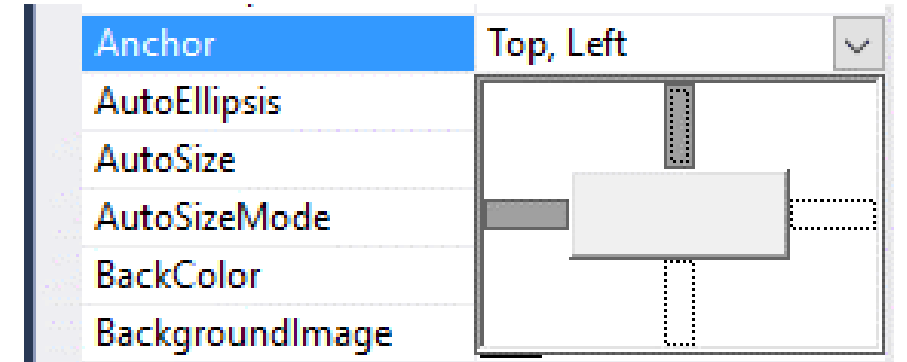 Anchor Top, Left
AutoEllipsis
AutoSize
AutoSizeMode
BackColor
BackgroundImage